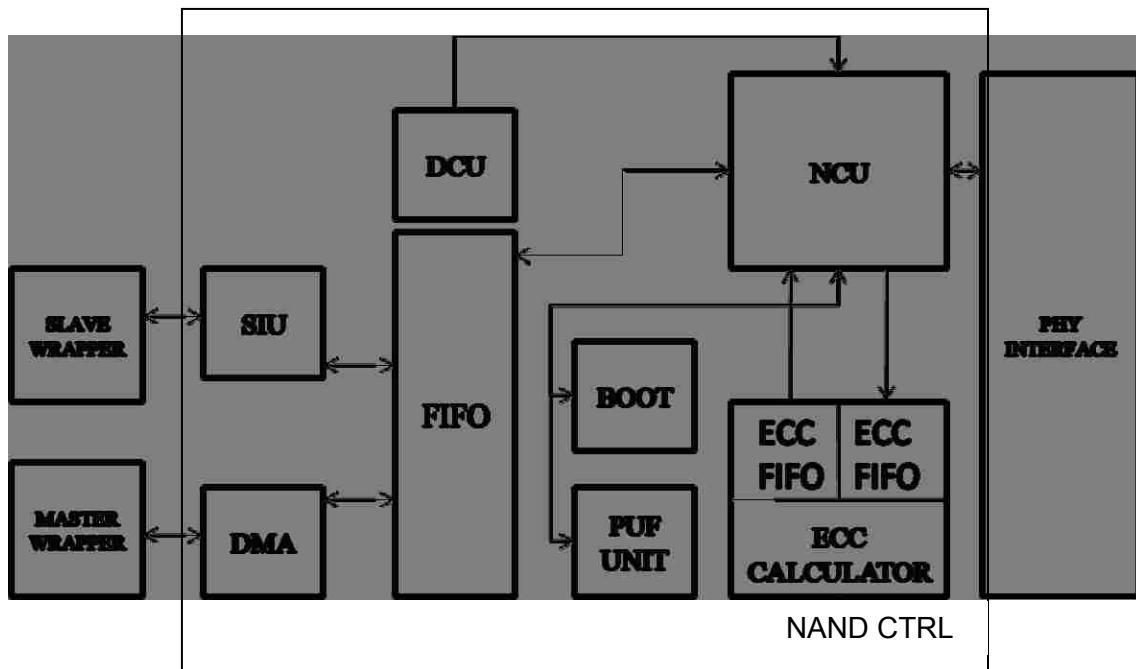 DCU
NCU
SLAVE
WRAPPER
SIU
PHY
INTERFACE
FIFO
BOOT
ECC
FIFO
ECC
FIFO
MASTER
WRAPPER
DMA
PUF
UNIT
ECC
CALCULATOR
NAND CTRL